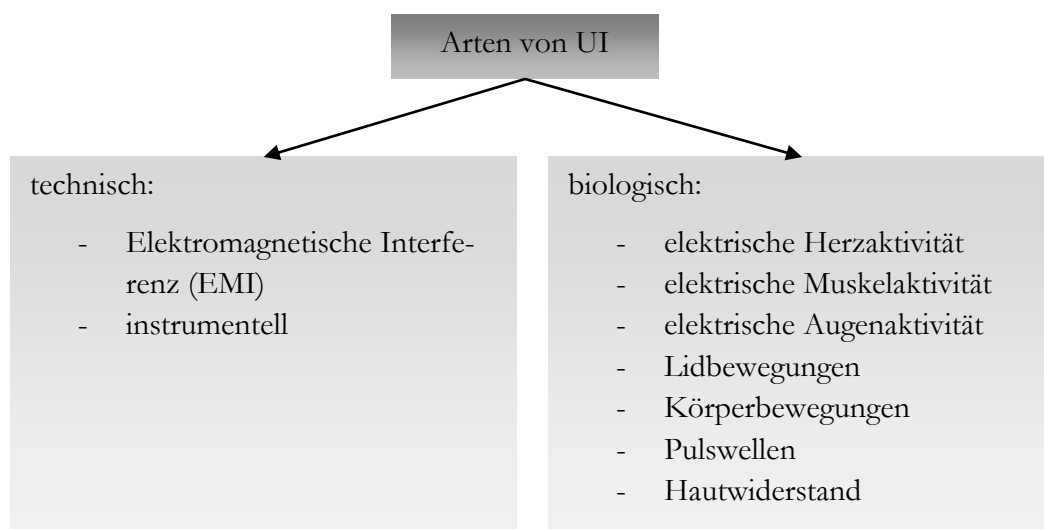 Arten von UI
technisch:
- Elektromagnetische Interfe-
renz (EMI)
- instrumentell
biologisch:
- elektrische Herzaktivität
- elektrische Muskelaktivität
- elektrische Augenaktivität
- Lidbewegungen
- Körperbewegungen
- Pulswellen
- Hautwiderstand